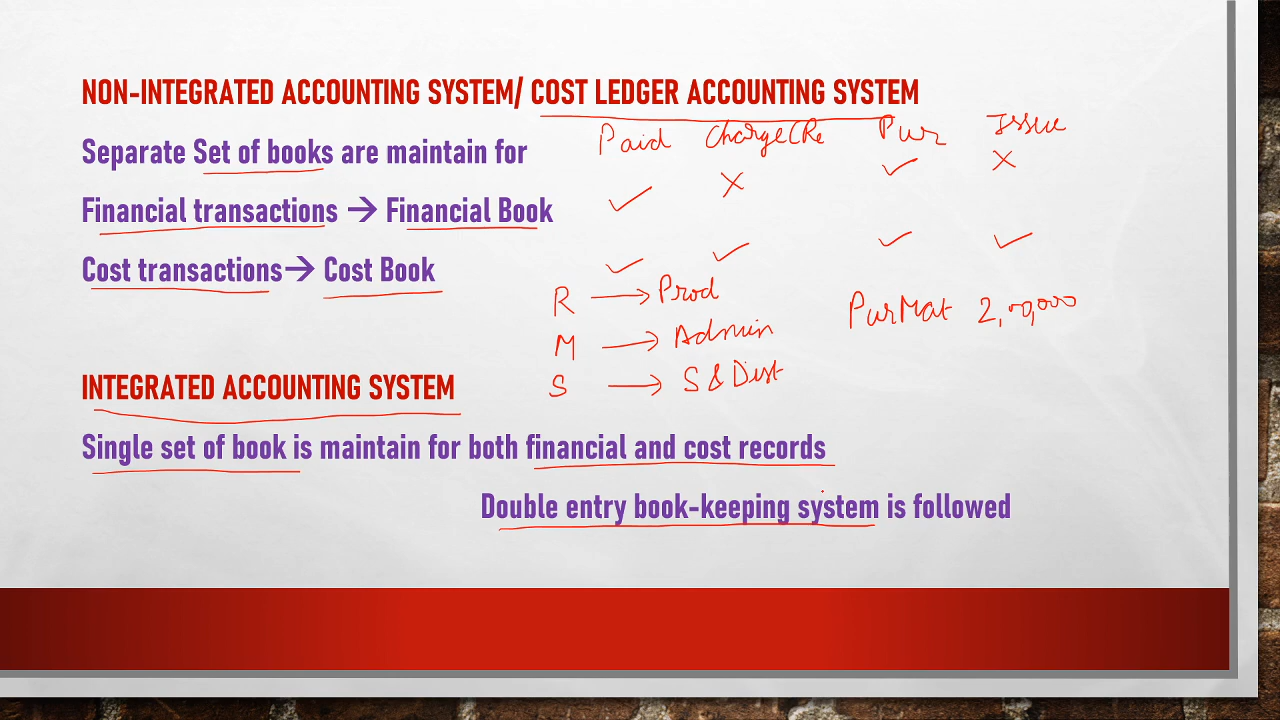 NON-INTEGRATED ACCOUNTING SYSTEM/ COST LEDGER ACCOUNTING SYSTEM
Paid Charge Pur Issue
Separate Set of books are maintain for
Financial transactions → Financial Book
Cost transactions→ Cost Book
R → Prod
PurMat 2,00,000
M → Admin
S → S & Dist
INTEGRATED ACCOUNTING SYSTEM
Single set of book is maintain for both financial and cost records
Double entry book-keeping system is followed